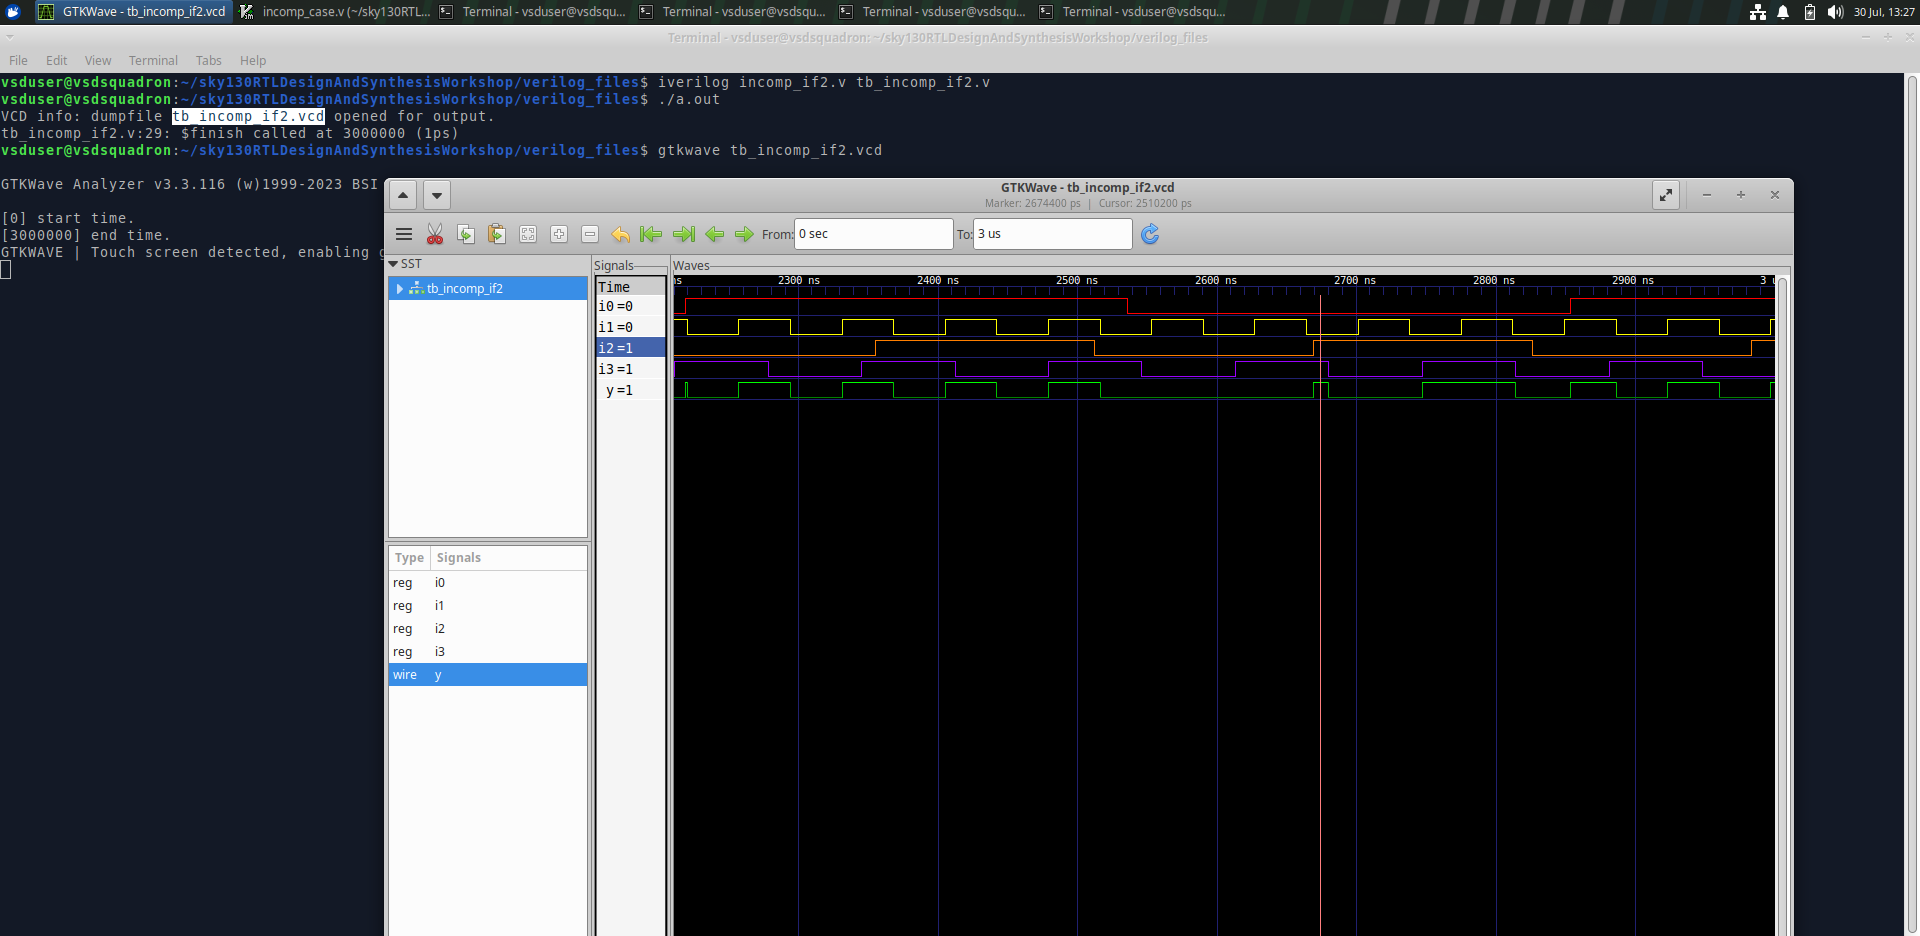 GTKWave - tb_incomp_if2.vcd
incomp_case.v (~/sky130RTL...
Terminal - vsduser@vsdsqu...
Terminal - vsduser@vsdsqu...
Terminal - vsduser@vsdsqu...
Terminal - vsduser@vsdsqu...
30 Jul, 13:27
Terminal - vsduser@vsdsquadron: ~/sky130RTLDesignAndSynthesisWorkshop/verilog_files
File Edit View Terminal Tabs Help
vsduser@vsdsquadron:~/sky130RTLDesignAndSynthesisWorkshop/verilog_files$ iverilog incomp_if2.v tb_incomp_if2.v
vsduser@vsdsquadron:~/sky130RTLDesignAndSynthesisWorkshop/verilog_files$ ./a.out
VCD info: dumpfile tb_incomp_if2.vcd opened for output.
tb_incomp_if2.v:29: $finish called at 3000000 (1ps)
vsduser@vsdsquadron:~/sky130RTLDesignAndSynthesisWorkshop/verilog_files$ gtkwave tb_incomp_if2.vcd
GTKWave Analyzer v3.3.116 (w)1999-2023 BSI
[0] start time.
[3000000] end time.
GTKWAVE | Touch screen detected, enabling
GTKWave - tb_incomp_if2.vcd
Marker: 2674400 ps | Cursor: 2510200 ps
From: 0 sec To: 3 us
SST
tb_incomp_if2
Type Signals
reg i0
reg i1
reg i2
reg i3
wire y
Signals
Time
i0 =0
i1 =0
i2 =1
i3 =1
y =1
Waves
ns 2300 ns 2400 ns 2500 ns 2600 ns 2700 ns 2800 ns 2900 ns 3 u